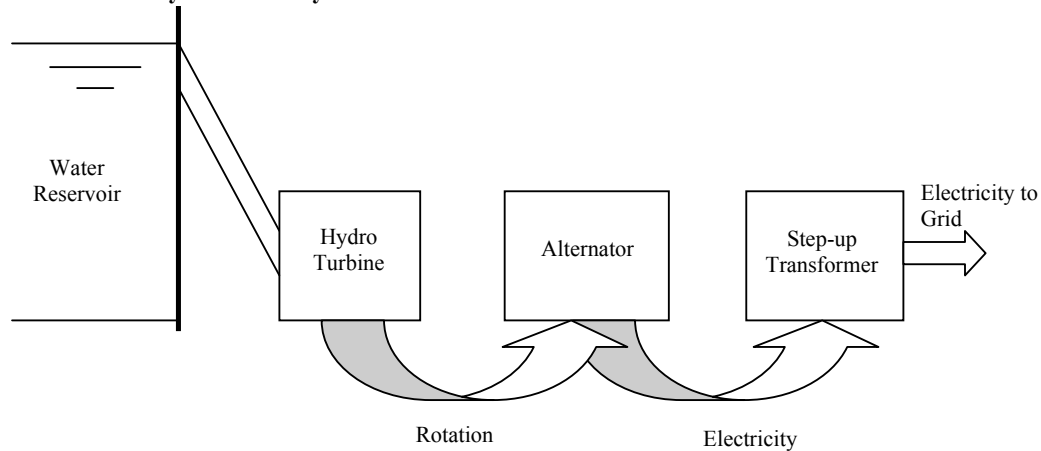 Water
Reservoir
Hydro
Turbine
Alternator
Step-up
Transformer
Electricity to
Grid
Rotation
Electricity